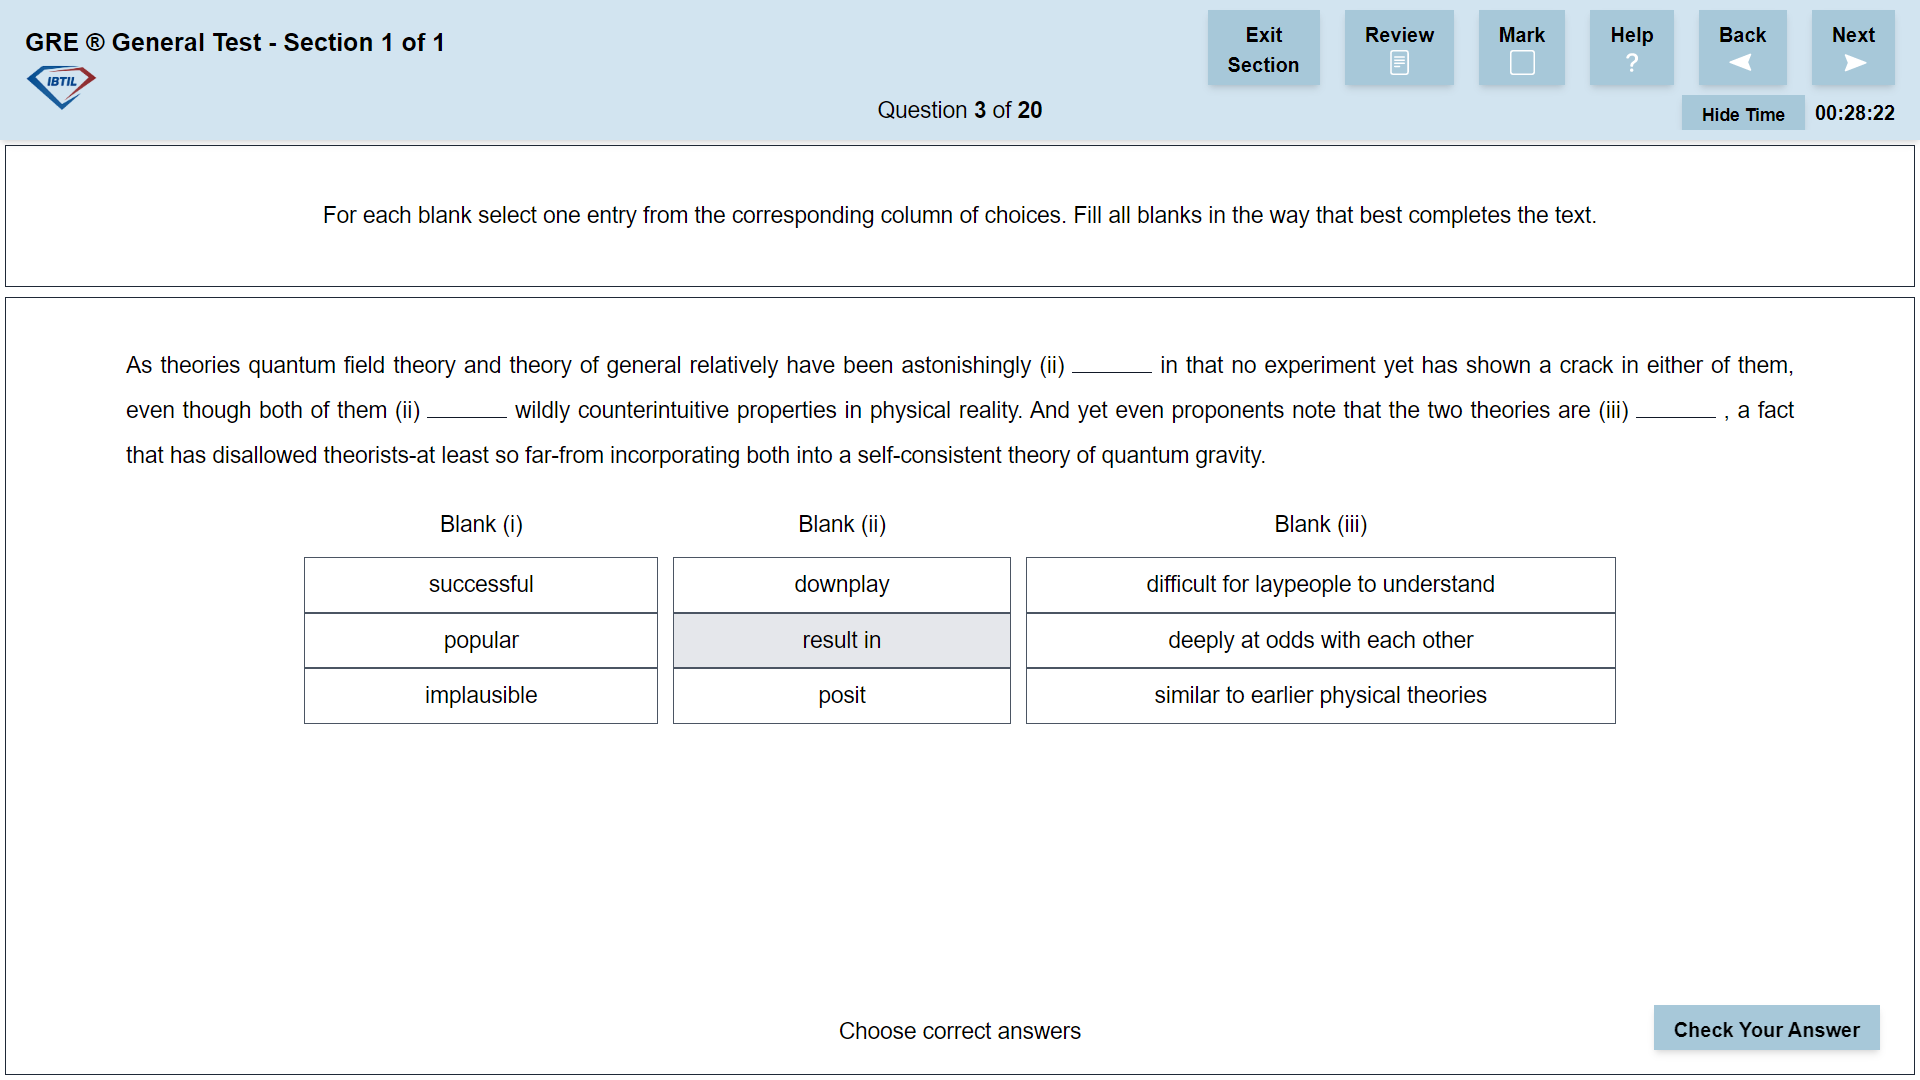 GRE ® General Test - Section 1 of 1
IBTIL
Exit Section
Review
Mark
Help
?
Back
Next
Question 3 of 20
Hide Time
00:28:22
For each blank select one entry from the corresponding column of choices. Fill all blanks in the way that best completes the text.
As theories quantum field theory and theory of general relatively have been astonishingly (ii) ______ in that no experiment yet has shown a crack in either of them,
even though both of them (ii) ______ wildly counterintuitive properties in physical reality. And yet even proponents note that the two theories are (iii) ______ , a fact
that has disallowed theorists-at least so far-from incorporating both into a self-consistent theory of quantum gravity.
Blank (i) Blank (ii) Blank (iii)
successful downplay difficult for laypeople to understand
popular result in deeply at odds with each other
implausible posit similar to earlier physical theories
Choose correct answers
Check Your Answer